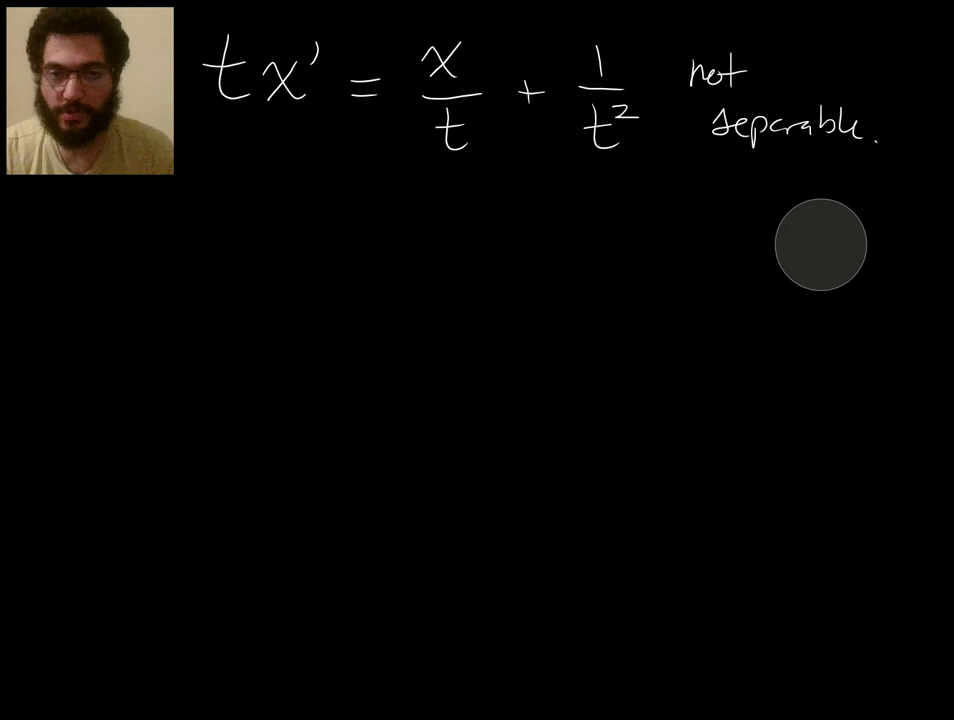 tx' = x/t + 1/t² not
separable.